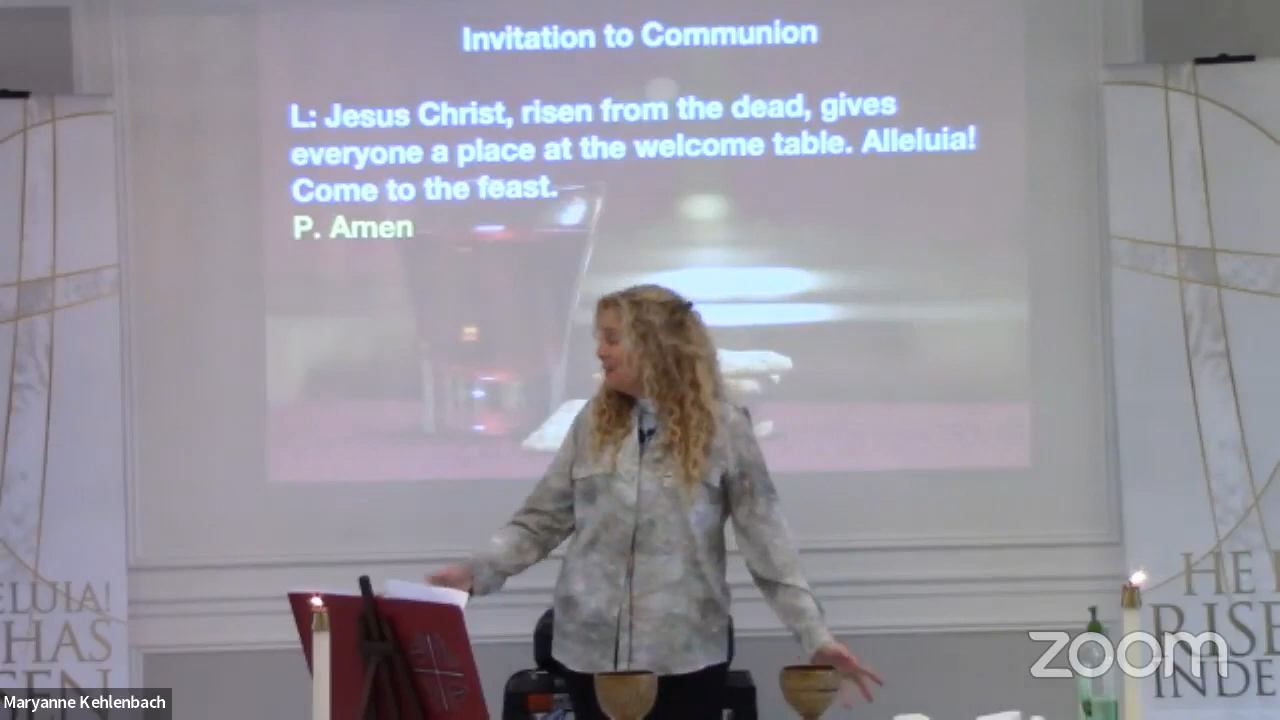 Invitation to Communion
L: Jesus Christ, risen from the dead, gives
everyone a place at the welcome table. Alleluia!
Come to the feast.
P. Amen
ELUIA!
HAS
SEN
HE
RISE
INDE
zoom
Maryanne Kehlenbach